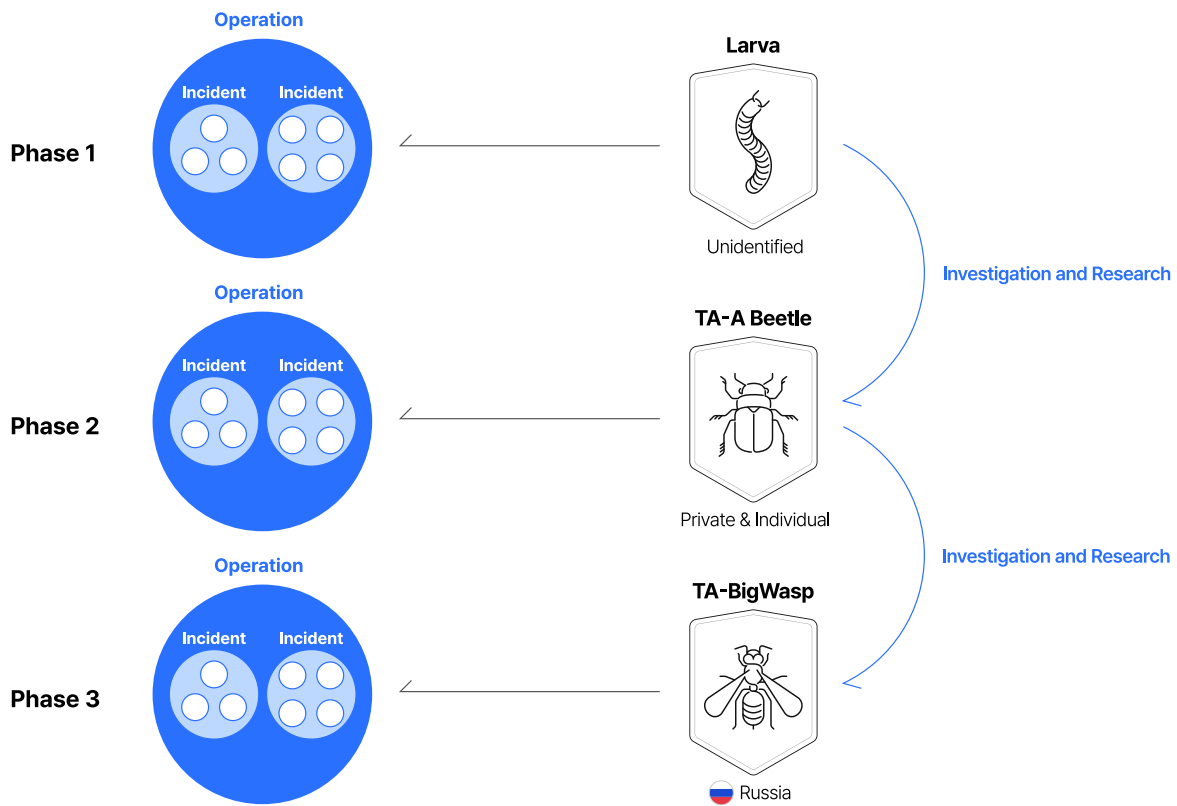 Operation
Incident
Incident
Phase 1
Larva
Unidentified
Investigation and Research
Operation
Incident
Incident
Phase 2
TA-A Beetle
Private & Individual
Investigation and Research
Operation
Incident
Incident
Phase 3
TA-BigWasp
Russia